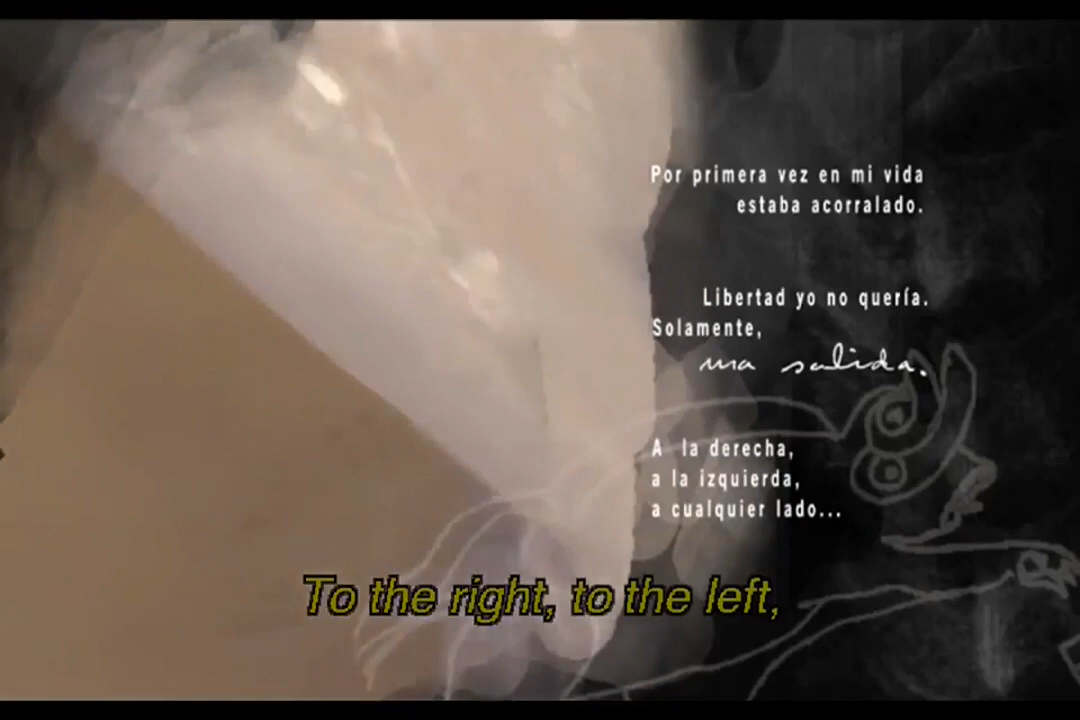 Por primera vez en mi vida
estaba acorralado.
Libertad yo no quería.
Solamente,
una salida.
A la derecha,
a la izquierda,
a cualquier lado...
To the right, to the left,